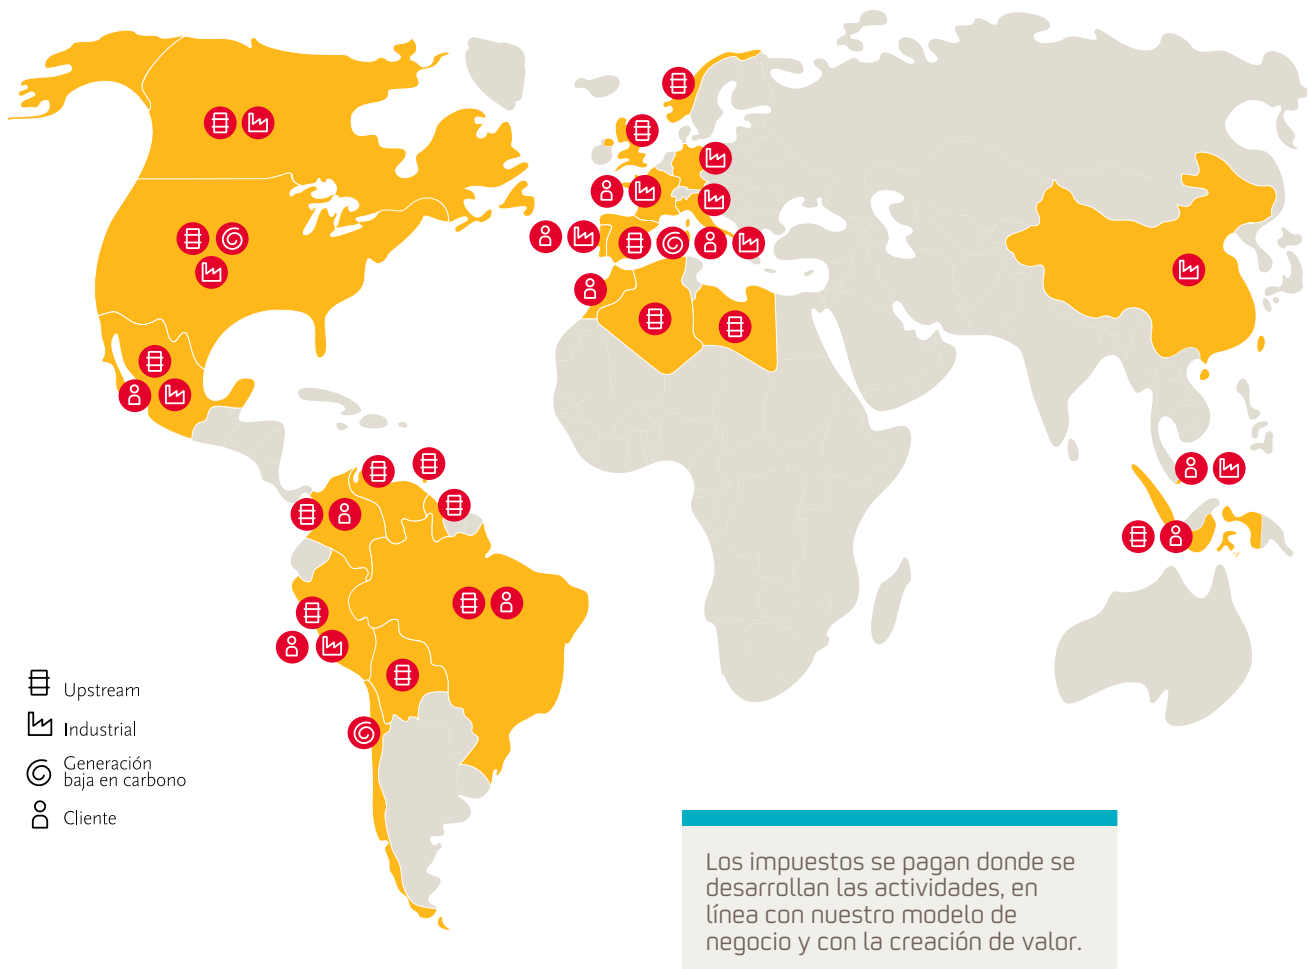 Upstream
Industrial
Generación
baja en carbono
Cliente
Los impuestos se pagan donde se
desarrollan las actividades, en
línea con nuestro modelo de
negocio y con la creación de valor.